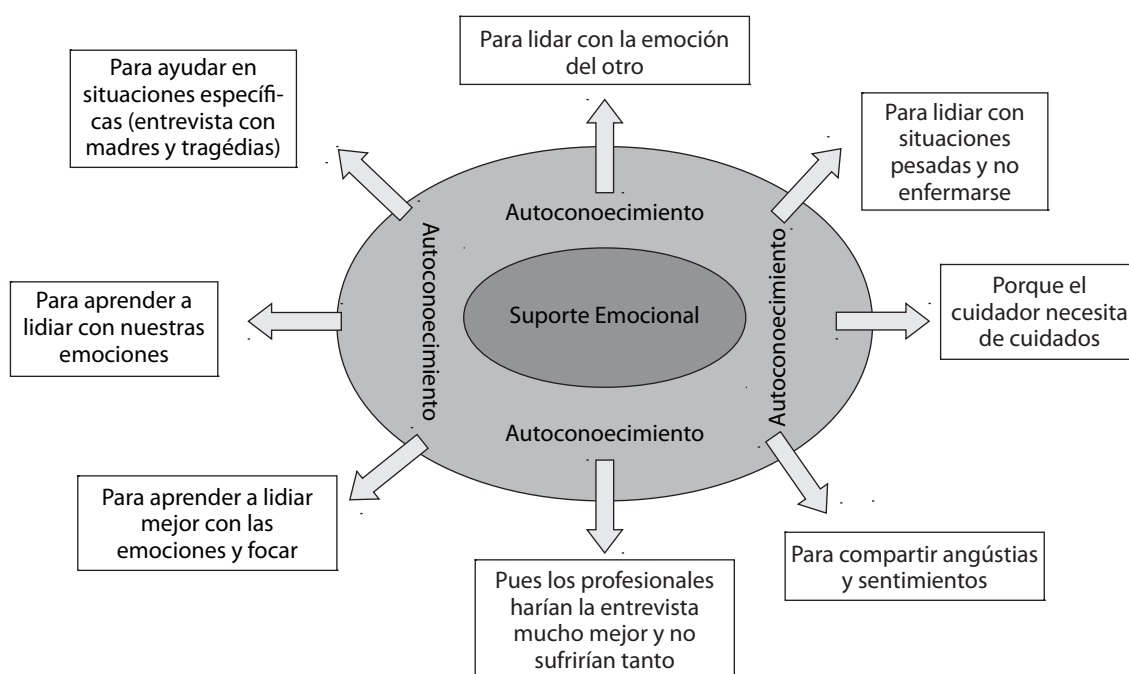 Para lidar con la emoción
del otro
Para ayudar en
situaciones específi-
cas (entrevista con
madres y tragédias)
Para lidiar con
situaciones
pesadas y no
enfermarse
Autoconoecimiento
Autoconoecimiento
Suporte Emocional
Autoconoecimiento
Autoconoecimiento
Para aprender a
lidiar con nuestras
emociones
Porque el
cuidador necesita
de cuidados
Para aprender a lidiar
mejor con las
emociones y focar
Pues los profesionales
harían la entrevista
mucho mejor y no
sufrirían tanto
Para compartir angústias
y sentimientos